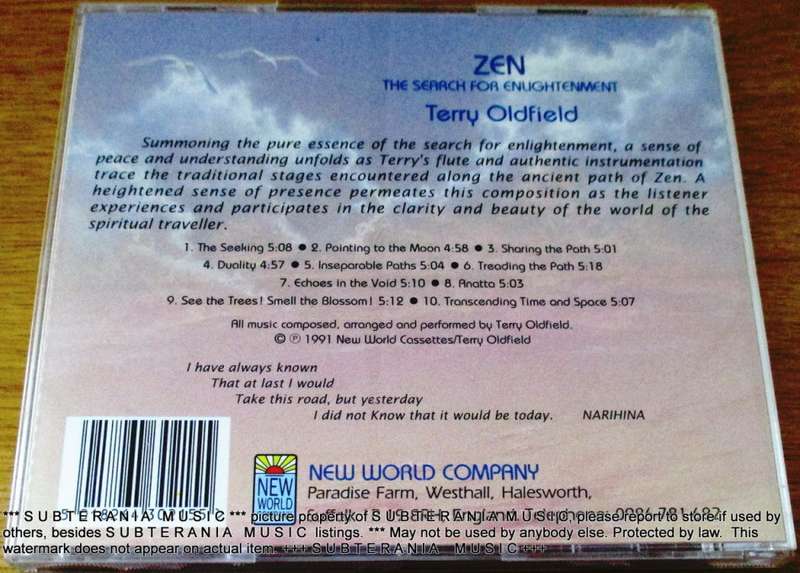 ZEN
THE SEARCH FOR ENLIGHTENMENT
Terry Oldfield
Summoning the pure essence of the search for enlightenment, a sense of
peace and understanding unfolds as Terry's flute and authentic instrumentation
trace the traditional stages encountered along the ancient path of Zen. A
heightened sense of presence permeates this composition as the listener
experiences and participates in the clarity and beauty of the world of the
spiritual traveller.
1. The Seeking 5:08 ● 2. Pointing to the Moon 4:58 ● 3. Sharing the Path 5:01
4. Duality 4:57 ● 5. Inseparable Paths 5:04 ● 6. Treading the Path 5:18
7. Echoes in the Void 5:10 ● 8. Anatta 5:03
9. See the Trees! Smell the Blossom! 5:12 ● 10. Transcending Time and Space 5:07
All music composed, arranged and performed by Terry Oldfield.
© ℗ 1991 New World Cassettes/Terry Oldfield
I have always known
That at last I would
Take this road, but yesterday
I did not Know that it would be today. NARIHINA
NEW WORLD
NEW WORLD COMPANY
Paradise Farm, Westhall, Halesworth,
England Telephone:
*** S U B T E R A N I A M U S I C *** picture property of S U B T E R A N I A M U S I C, please report to store if used by
others, besides S U B T E R A N I A M U S I C listings. *** May not be used by anybody else. Protected by law. This
watermark does not appear on actual item. +++ S U B T E R A N I A M U S I C +++